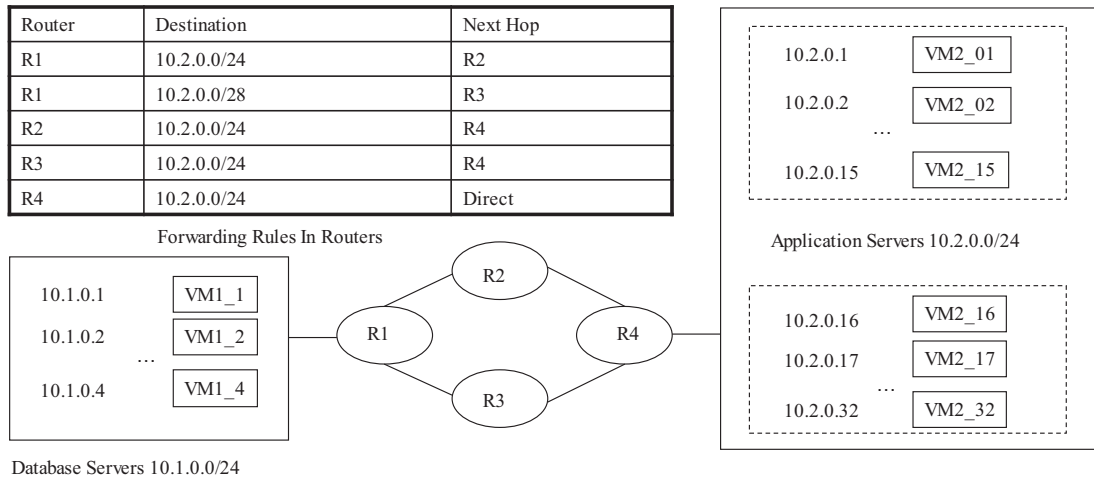 Router Destination Next Hop
R1 10.2.0.0/24 R2
R1 10.2.0.0/28 R3
R2 10.2.0.0/24 R4
R3 10.2.0.0/24 R4
R4 10.2.0.0/24 Direct
Forwarding Rules In Routers
10.1.0.1 VM1_1
10.1.0.2 VM1_2
...
10.1.0.4 VM1_4
Database Servers 10.1.0.0/24
R1
R2
R3
R4
10.2.0.1 VM2_01
10.2.0.2 VM2_02
...
10.2.0.15 VM2_15
Application Servers 10.2.0.0/24
10.2.0.16 VM2_16
10.2.0.17 VM2_17
...
10.2.0.32 VM2_32